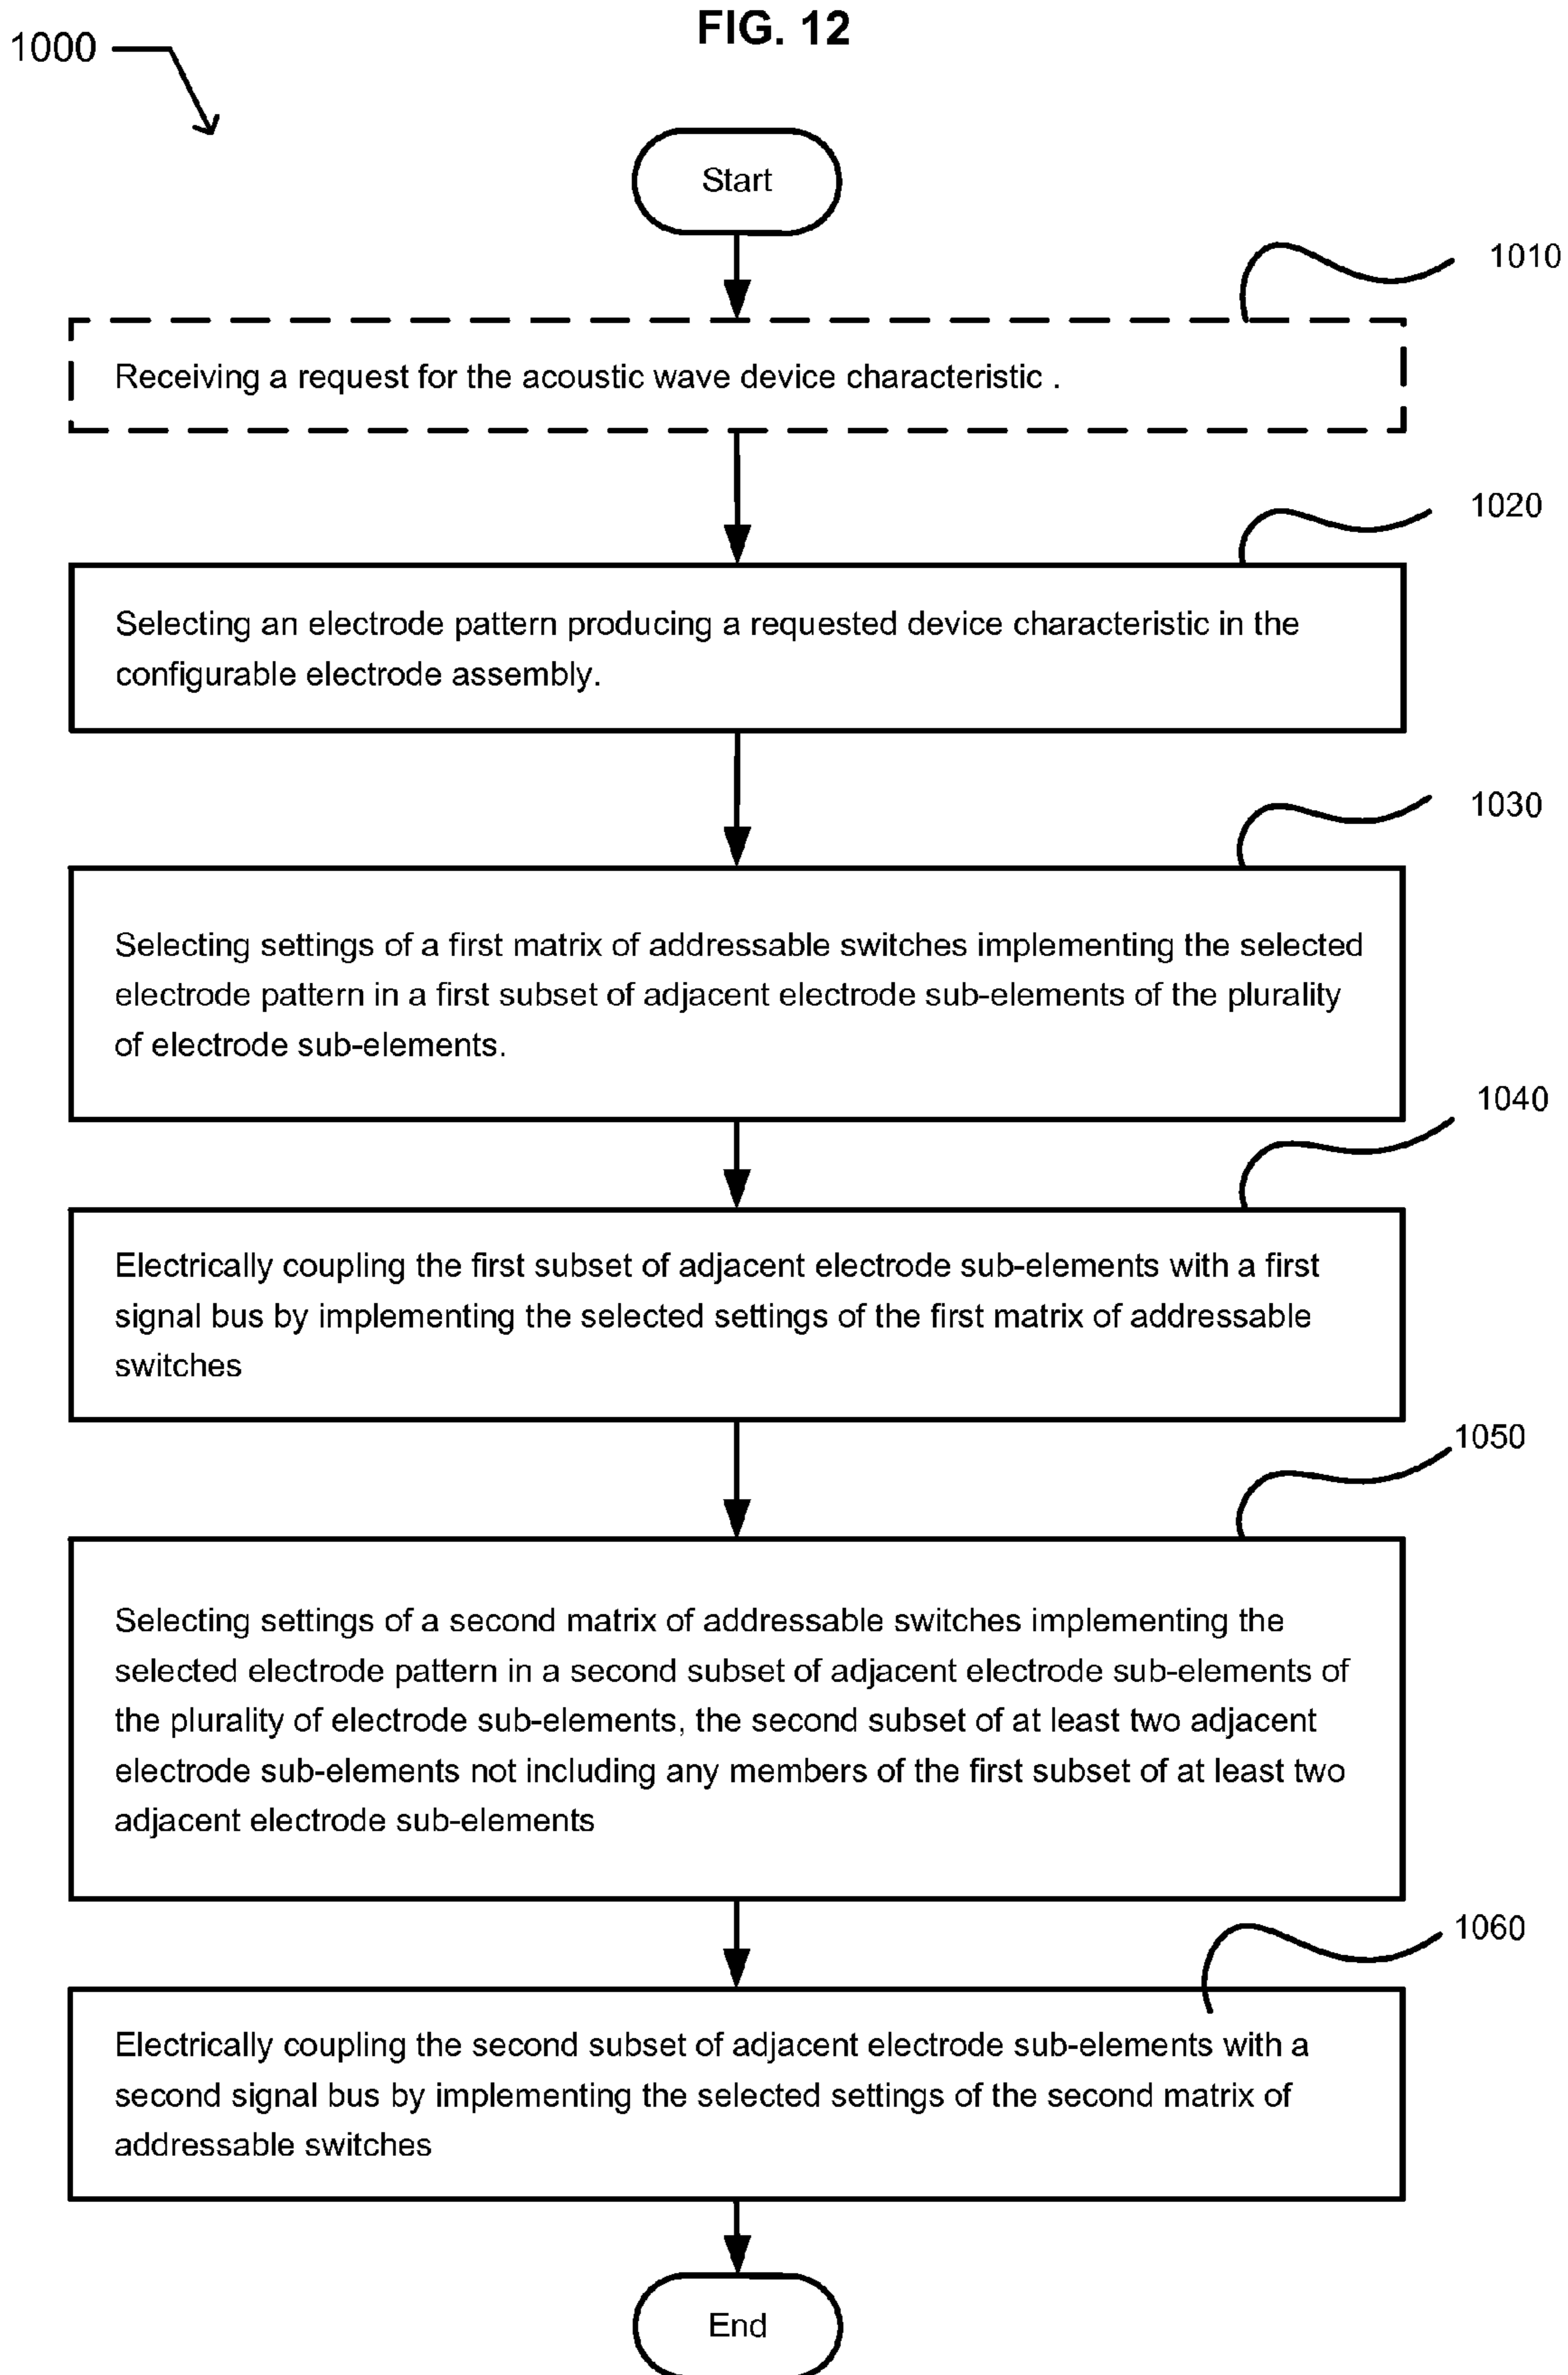 FIG. 12
1000
Start
1010
Receiving a request for the acoustic wave device characteristic .
1020
Selecting an electrode pattern producing a requested device characteristic in the
configurable electrode assembly.
1030
Selecting settings of a first matrix of addressable switches implementing the selected
electrode pattern in a first subset of adjacent electrode sub-elements of the plurality
of electrode sub-elements.
1040
Electrically coupling the first subset of adjacent electrode sub-elements with a first
signal bus by implementing the selected settings of the first matrix of addressable
switches
1050
Selecting settings of a second matrix of addressable switches implementing the
selected electrode pattern in a second subset of adjacent electrode sub-elements of
the plurality of electrode sub-elements, the second subset of at least two adjacent
electrode sub-elements not including any members of the first subset of at least two
adjacent electrode sub-elements
1060
Electrically coupling the second subset of adjacent electrode sub-elements with a
second signal bus by implementing the selected settings of the second matrix of
addressable switches
End